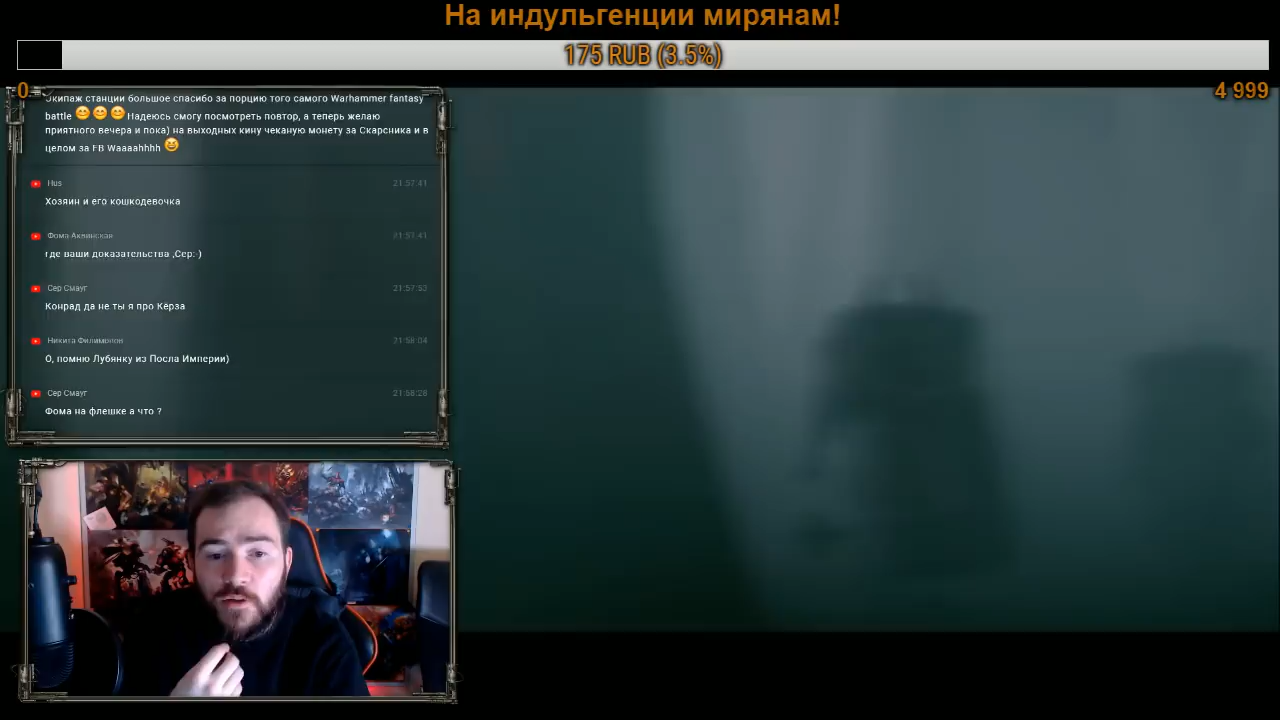 На индульгенции мирянам!
175 RUB (3.5%)
0
4 999
Экипаж станции большое спасибо за порцию того самого Warhammer fantasy
battle 😊😊😊 Надеюсь смогу посмотреть повтор, а теперь желаю
приятного вечера и пока) на выходных кину чеканую монету за Скарсника и в
целом за FB Waaaahhhh 😆
Hus 21:57:41
Хозяин и его кошкодевочка
Фома Аквинская 21:57:41
где ваши доказательства ,Сер:-)
Сер Смауг 21:57:53
Конрад да не ты я про Кёрза
Никита Филимонов 21:58:04
О, помню Лубянку из Посла Империи)
Сер Смауг 21:58:28
Фома на флешке а что ?